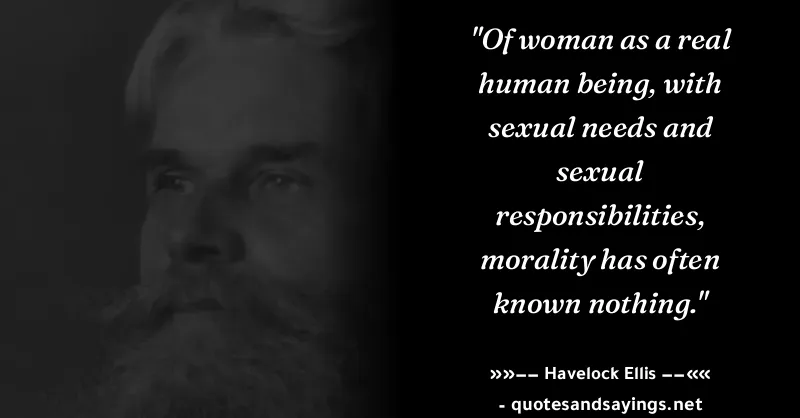 "Of woman as a real
human being, with
sexual needs and
sexual
responsibilities,
morality has often
known nothing."
»»–– Havelock Ellis ––««
- quotesandsayings.net